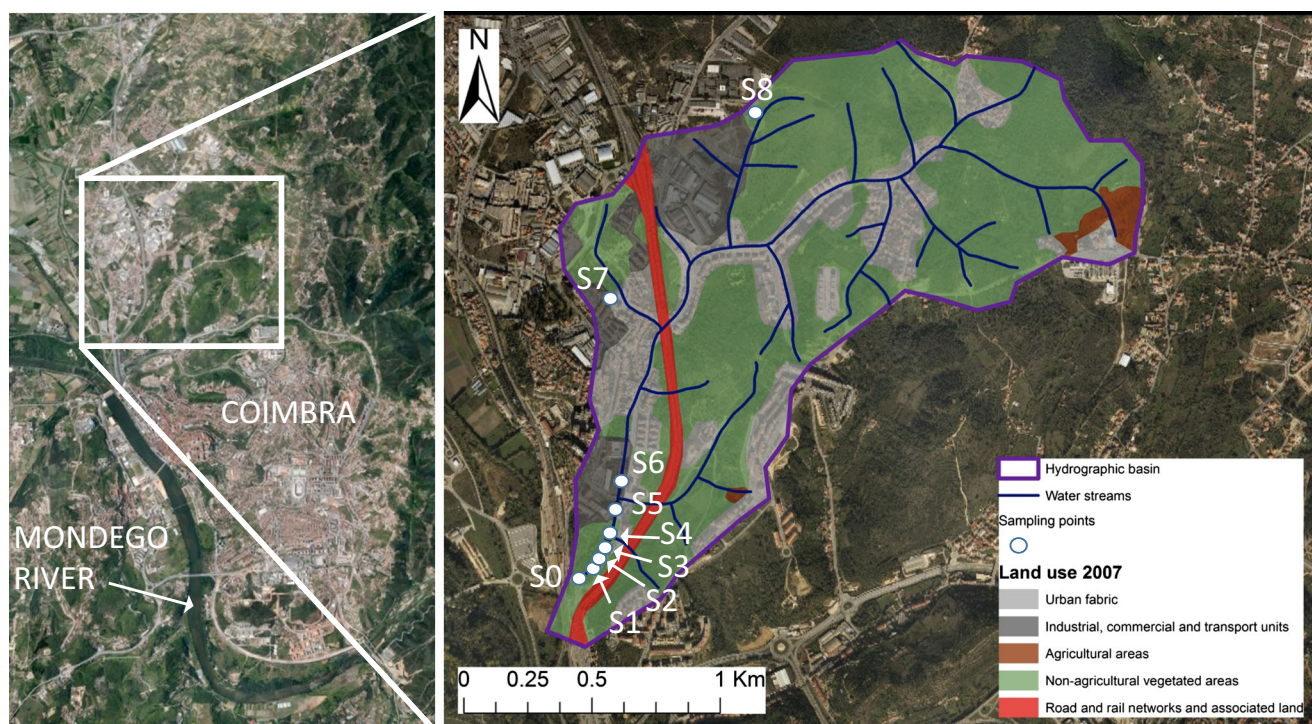 COIMBRA
MONDEGO
RIVER
N
S8
S7
S6
S5
S4
S3
S2
S1
S0
0 0.25 0.5 1 Km
Hydrographic basin
Water streams
Sampling points
Land use 2007
Urban fabric
Industrial, commercial and transport units
Agricultural areas
Non-agricultural vegetated areas
Road and rail networks and associated land